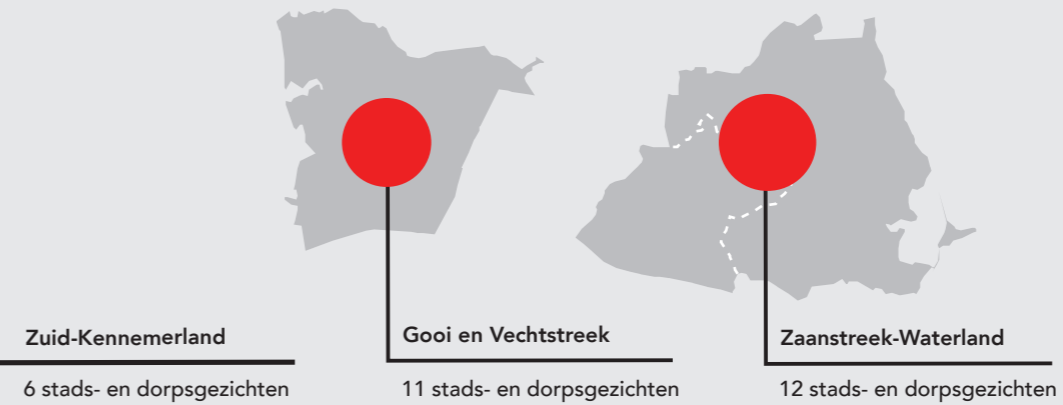 Zuid-Kennemerland
6 stads- en dorpsgezichten
Gooi en Vechtstreek
11 stads- en dorpsgezichten
Zaanstreek-Waterland
12 stads- en dorpsgezichten